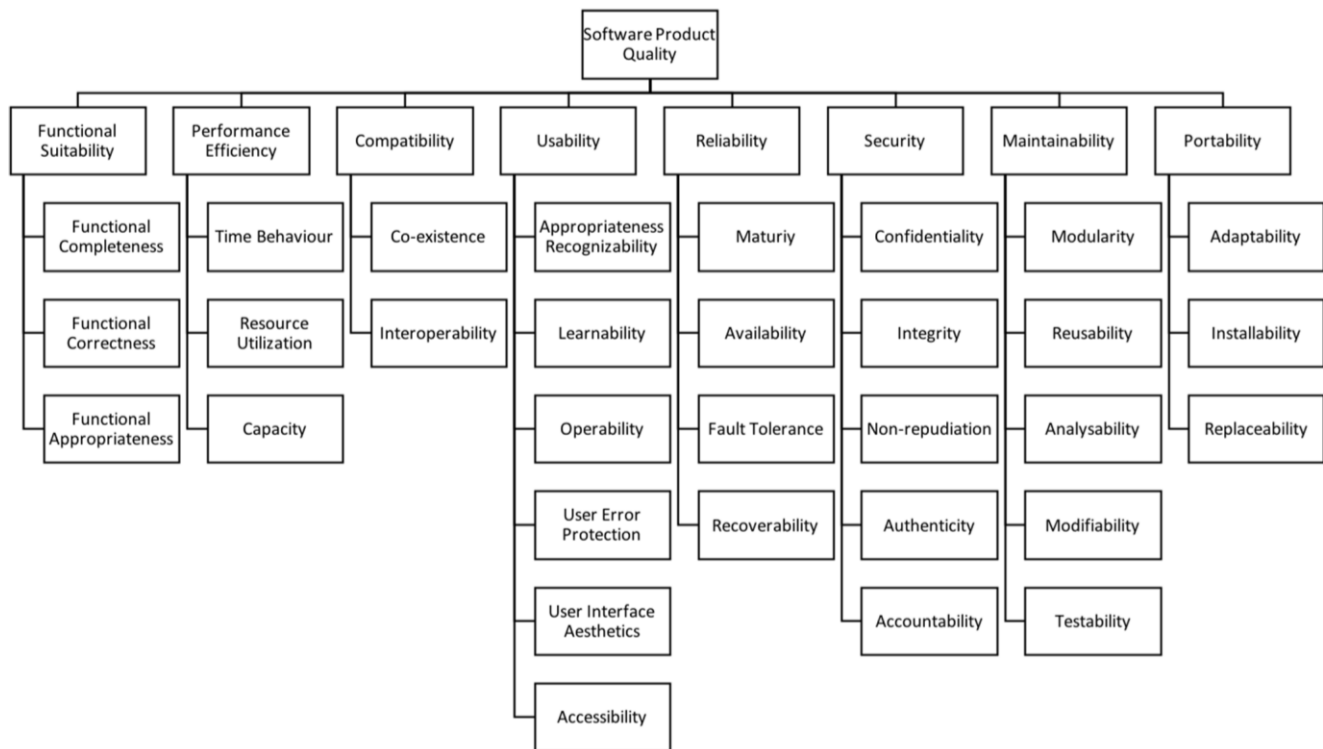 Software Product
Quality
Functional
Suitability
Performance
Efficiency
Compatibility
Usability
Reliability
Security
Maintainability
Portability
Functional
Completeness
Time Behaviour
Co-existence
Appropriateness
Recognizability
Maturiy
Confidentiality
Modularity
Adaptability
Functional
Correctness
Resource
Utilization
Interoperability
Learnability
Availability
Integrity
Reusability
Installability
Functional
Appropriateness
Capacity
Operability
Fault Tolerance
Non-repudiation
Analysability
Replaceability
User Error
Protection
Recoverability
Authenticity
Modifiability
User Interface
Aesthetics
Accountability
Testability
Accessibility